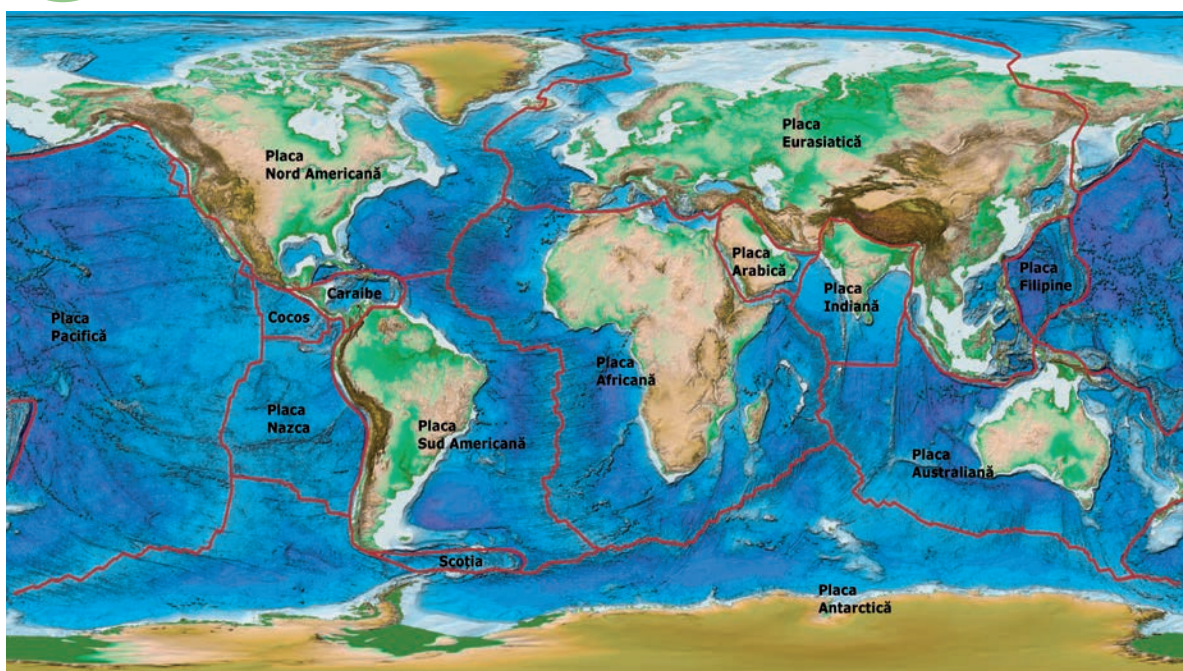 Placa
Nord Americană
Placa
Eurasiatică
Placa
Arabică
Placa
Indiană
Placa
Filipine
Caraibe
Cocos
Placa
Pacifică
Placa
Africană
Placa
Nazca
Placa
Sud Americană
Placa
Australiană
Scoția
Placa
Antarctică